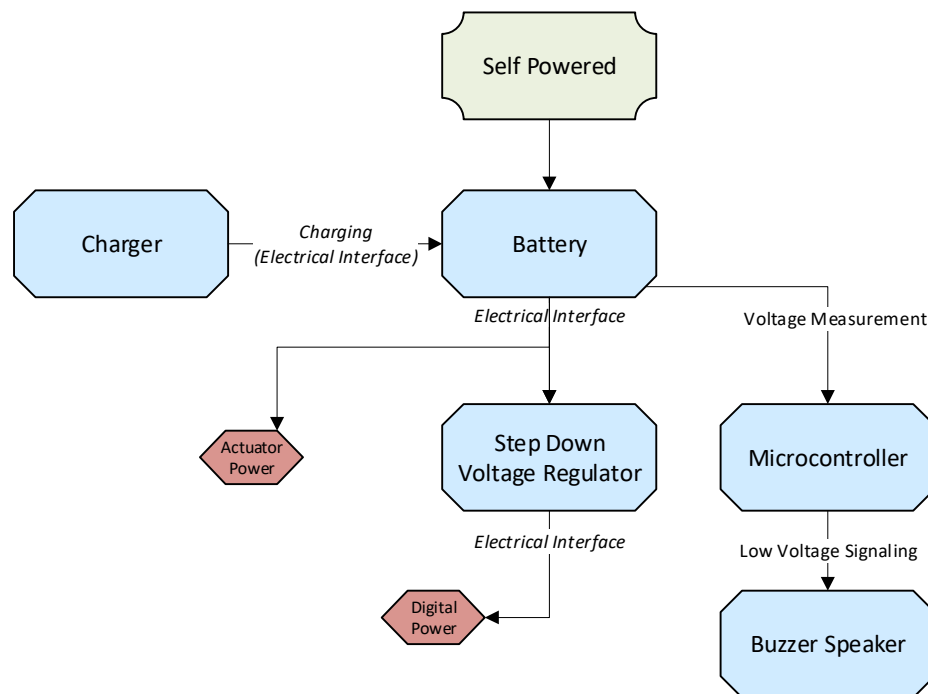 Self Powered
Charger
Charging
(Electrical Interface)
Battery
Electrical Interface
Voltage Measurement
Actuator
Power
Step Down
Voltage Regulator
Microcontroller
Electrical Interface
Low Voltage Signaling
Digital
Power
Buzzer Speaker